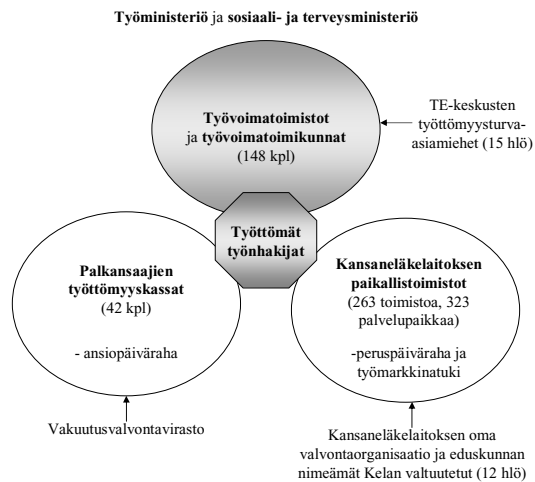 Työministeriö ja sosiaali- ja terveysministeriö
Työvoimatoimistot
ja työvoimatoimikunnat
(148 kpl)
TE-keskusten
työttömyysturva-
asiamiehet (15 hlö)
Työttömät
työnhakijat
Palkansaajien
työttömyyskassat
(42 kpl)
- ansiopäiväraha
Kansaneläkelaitoksen
paikallistoimistot
(263 toimistoa, 323
palvelupaikkaa)
-peruspäiväraha ja
työmarkkinatuki
Vakuutusvalvontavirasto
Kansaneläkelaitoksen oma
valvontaorganisaatio ja eduskunnan
nimeämät Kelan valtuutetut (12 hlö)